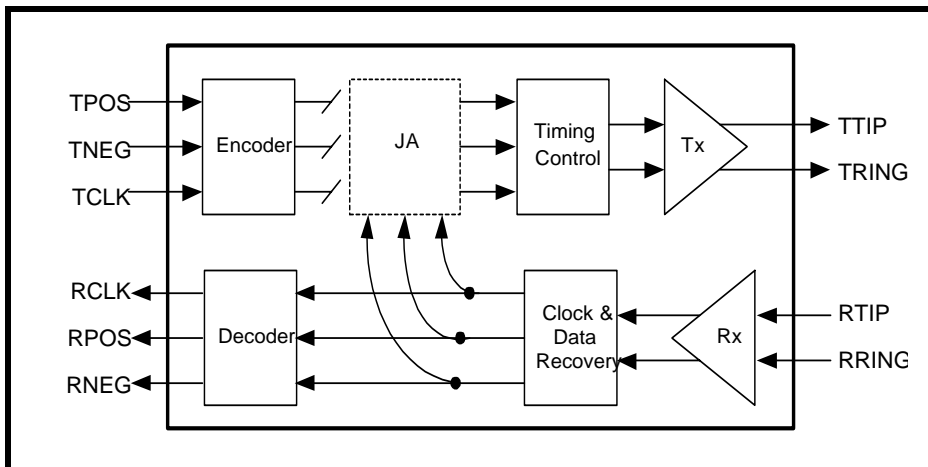 TPOS
TNEG
TCLK
Encoder
JA
Timing
Control
Tx
TTIP
TRING
RCLK
RPOS
RNEG
Decoder
Clock &
Data
Recovery
Rx
RTIP
RRING